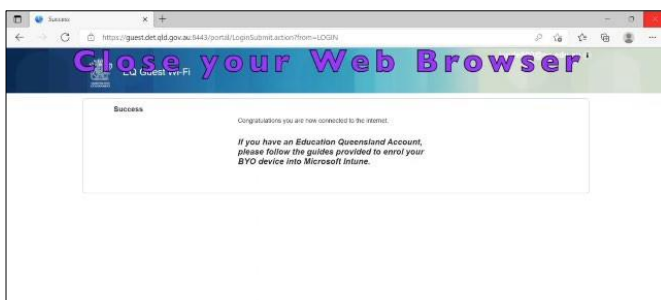 Success
https://guest.det.qld.gov.au:8443/portal/LoginSubmit.action?from=LOGIN
Close your Web Browser
EQ Guest Wi-Fi
Success
Congratulations you are now connected to the internet.
If you have an Education Queensland Account,
please follow the guides provided to enrol your
BYO device into Microsoft Intune.